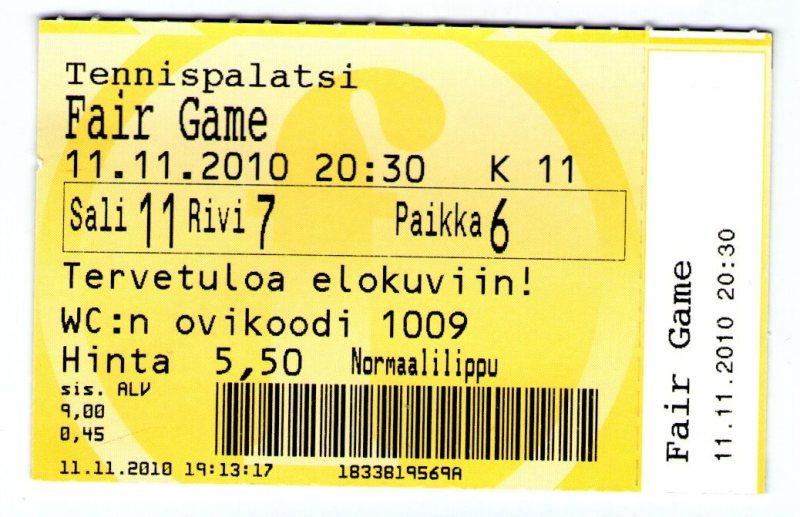 Tennispalatsi
Fair Game
11.11.2010 20:30 K 11
Sali 11 Rivi 7 Paikka 6
Tervetuloa elokuviin!
WC:n ovikoodi 1009
Hinta 5,50 Normaalilippu
sis. ALV
9,00
0,45
11.11.2010 19:13:17 1833819569A
Fair Game
11.11.2010 20:30